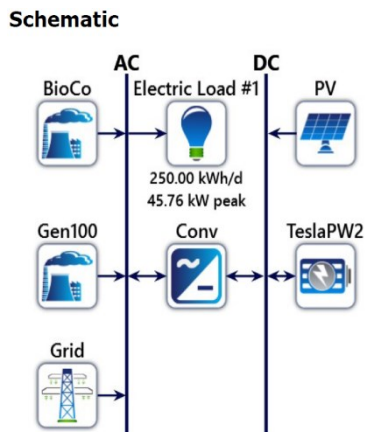 Schematic
AC DC
BioCo Electric Load #1 PV
250.00 kWh/d
45.76 kW peak
Gen100 Conv TeslaPW2
Grid